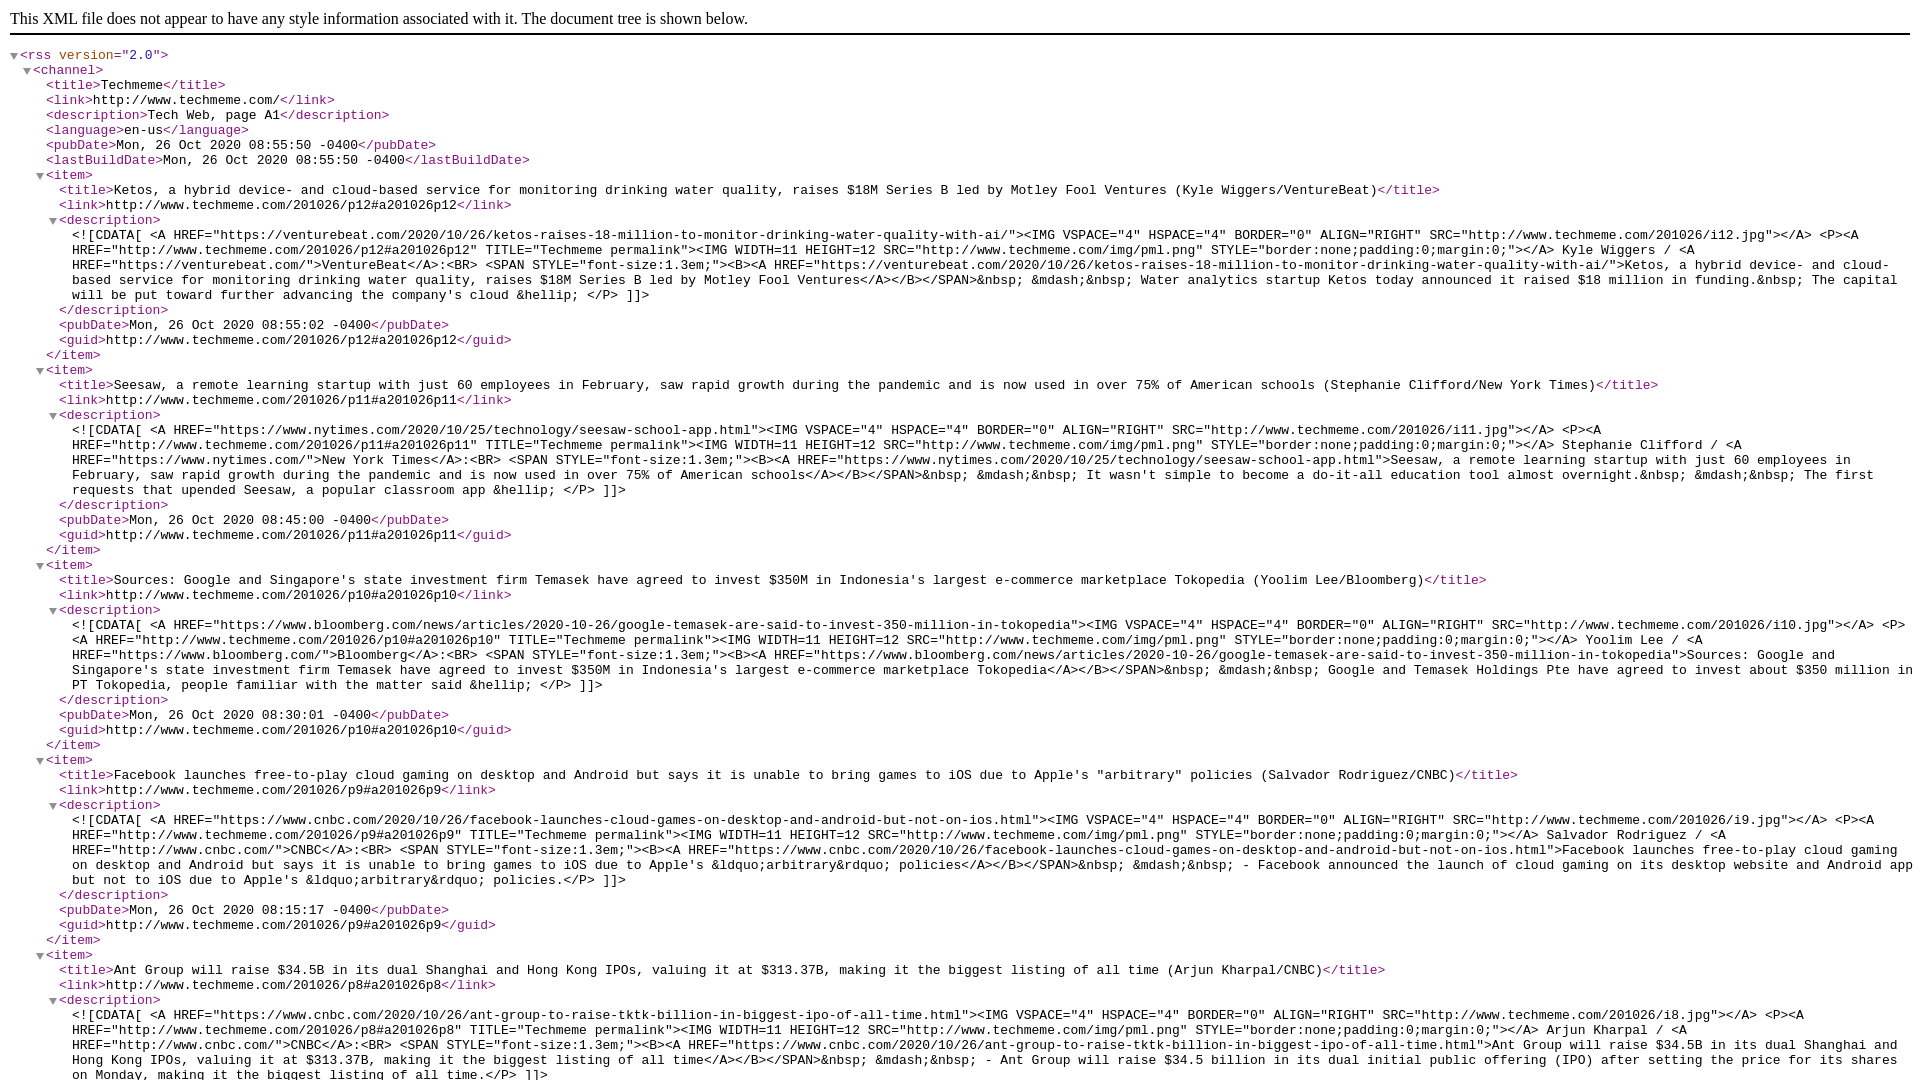 This XML file does not appear to have any style information associated with it. The document tree is shown below.
<rss version="2.0">
<channel>
<title>Techmeme</title>
<link>http://www.techmeme.com/</link>
<description>Tech Web, page A1</description>
<language>en-us</language>
<pubDate>Mon, 26 Oct 2020 08:55:50 -0400</pubDate>
<lastBuildDate>Mon, 26 Oct 2020 08:55:50 -0400</lastBuildDate>
<item>
<title>Ketos, a hybrid device- and cloud-based service for monitoring drinking water quality, raises $18M Series B led by Motley Fool Ventures (Kyle Wiggers/VentureBeat)</title>
<link>http://www.techmeme.com/201026/p12#a201026p12</link>
<description>
<![CDATA[ <A HREF="https://venturebeat.com/2020/10/26/ketos-raises-18-million-to-monitor-drinking-water-quality-with-ai/"><IMG VSPACE="4" HSPACE="4" BORDER="0" ALIGN="RIGHT" SRC="http://www.techmeme.com/201026/i12.jpg"></A> <P><A
HREF="http://www.techmeme.com/201026/p12#a201026p12" TITLE="Techmeme permalink"><IMG WIDTH=11 HEIGHT=12 SRC="http://www.techmeme.com/img/pml.png" STYLE="border:none;padding:0;margin:0;"></A> Kyle Wiggers / <A
HREF="https://venturebeat.com/">VentureBeat</A>:<BR> <SPAN STYLE="font-size:1.3em;"><B><A HREF="https://venturebeat.com/2020/10/26/ketos-raises-18-million-to-monitor-drinking-water-quality-with-ai/">Ketos, a hybrid device- and cloud-
based service for monitoring drinking water quality, raises $18M Series B led by Motley Fool Ventures</A></B></SPAN>&nbsp; &mdash;&nbsp; Water analytics startup Ketos today announced it raised $18 million in funding.&nbsp; The capital
will be put toward further advancing the company's cloud &hellip; </P> ]]>
</description>
<pubDate>Mon, 26 Oct 2020 08:55:02 -0400</pubDate>
<guid>http://www.techmeme.com/201026/p12#a201026p12</guid>
</item>
<item>
<title>Seesaw, a remote learning startup with just 60 employees in February, saw rapid growth during the pandemic and is now used in over 75% of American schools (Stephanie Clifford/New York Times)</title>
<link>http://www.techmeme.com/201026/p11#a201026p11</link>
<description>
<![CDATA[ <A HREF="https://www.nytimes.com/2020/10/25/technology/seesaw-school-app.html"><IMG VSPACE="4" HSPACE="4" BORDER="0" ALIGN="RIGHT" SRC="http://www.techmeme.com/201026/i11.jpg"></A> <P><A
HREF="http://www.techmeme.com/201026/p11#a201026p11" TITLE="Techmeme permalink"><IMG WIDTH=11 HEIGHT=12 SRC="http://www.techmeme.com/img/pml.png" STYLE="border:none;padding:0;margin:0;"></A> Stephanie Clifford / <A
HREF="https://www.nytimes.com/">New York Times</A>:<BR> <SPAN STYLE="font-size:1.3em;"><B><A HREF="https://www.nytimes.com/2020/10/25/technology/seesaw-school-app.html">Seesaw, a remote learning startup with just 60 employees in
February, saw rapid growth during the pandemic and is now used in over 75% of American schools</A></B></SPAN>&nbsp; &mdash;&nbsp; It wasn't simple to become a do-it-all education tool almost overnight.&nbsp; &mdash;&nbsp; The first
requests that upended Seesaw, a popular classroom app &hellip; </P> ]]>
</description>
<pubDate>Mon, 26 Oct 2020 08:45:00 -0400</pubDate>
<guid>http://www.techmeme.com/201026/p11#a201026p11</guid>
</item>
<item>
<title>Sources: Google and Singapore's state investment firm Temasek have agreed to invest $350M in Indonesia's largest e-commerce marketplace Tokopedia (Yoolim Lee/Bloomberg)</title>
<link>http://www.techmeme.com/201026/p10#a201026p10</link>
<description>
<![CDATA[ <A HREF="https://www.bloomberg.com/news/articles/2020-10-26/google-temasek-are-said-to-invest-350-million-in-tokopedia"><IMG VSPACE="4" HSPACE="4" BORDER="0" ALIGN="RIGHT" SRC="http://www.techmeme.com/201026/i10.jpg"></A> <P>
<A HREF="http://www.techmeme.com/201026/p10#a201026p10" TITLE="Techmeme permalink"><IMG WIDTH=11 HEIGHT=12 SRC="http://www.techmeme.com/img/pml.png" STYLE="border:none;padding:0;margin:0;"></A> Yoolim Lee / <A
HREF="https://www.bloomberg.com/">Bloomberg</A>:<BR> <SPAN STYLE="font-size:1.3em;"><B><A HREF="https://www.bloomberg.com/news/articles/2020-10-26/google-temasek-are-said-to-invest-350-million-in-tokopedia">Sources: Google and
Singapore's state investment firm Temasek have agreed to invest $350M in Indonesia's largest e-commerce marketplace Tokopedia</A></B></SPAN>&nbsp; &mdash;&nbsp; Google and Temasek Holdings Pte have agreed to invest about $350 million in
PT Tokopedia, people familiar with the matter said &hellip; </P> ]]>
</description>
<pubDate>Mon, 26 Oct 2020 08:30:01 -0400</pubDate>
<guid>http://www.techmeme.com/201026/p10#a201026p10</guid>
</item>
<item>
<title>Facebook launches free-to-play cloud gaming on desktop and Android but says it is unable to bring games to iOS due to Apple's "arbitrary" policies (Salvador Rodriguez/CNBC)</title>
<link>http://www.techmeme.com/201026/p9#a201026p9</link>
<description>
<![CDATA[ <A HREF="https://www.cnbc.com/2020/10/26/facebook-launches-cloud-games-on-desktop-and-android-but-not-on-ios.html"><IMG VSPACE="4" HSPACE="4" BORDER="0" ALIGN="RIGHT" SRC="http://www.techmeme.com/201026/i9.jpg"></A> <P><A
HREF="http://www.techmeme.com/201026/p9#a201026p9" TITLE="Techmeme permalink"><IMG WIDTH=11 HEIGHT=12 SRC="http://www.techmeme.com/img/pml.png" STYLE="border:none;padding:0;margin:0;"></A> Salvador Rodriguez / <A
HREF="http://www.cnbc.com/">CNBC</A>:<BR> <SPAN STYLE="font-size:1.3em;"><B><A HREF="https://www.cnbc.com/2020/10/26/facebook-launches-cloud-games-on-desktop-and-android-but-not-on-ios.html">Facebook launches free-to-play cloud gaming
on desktop and Android but says it is unable to bring games to iOS due to Apple's &ldquo;arbitrary&rdquo; policies</A></B></SPAN>&nbsp; &mdash;&nbsp; - Facebook announced the launch of cloud gaming on its desktop website and Android app
but not to iOS due to Apple's &ldquo;arbitrary&rdquo; policies.</P> ]]>
</description>
<pubDate>Mon, 26 Oct 2020 08:15:17 -0400</pubDate>
<guid>http://www.techmeme.com/201026/p9#a201026p9</guid>
</item>
<item>
<title>Ant Group will raise $34.5B in its dual Shanghai and Hong Kong IPOs, valuing it at $313.37B, making it the biggest listing of all time (Arjun Kharpal/CNBC)</title>
<link>http://www.techmeme.com/201026/p8#a201026p8</link>
<description>
<![CDATA[ <A HREF="https://www.cnbc.com/2020/10/26/ant-group-to-raise-tktk-billion-in-biggest-ipo-of-all-time.html"><IMG VSPACE="4" HSPACE="4" BORDER="0" ALIGN="RIGHT" SRC="http://www.techmeme.com/201026/i8.jpg"></A> <P><A
HREF="http://www.techmeme.com/201026/p8#a201026p8" TITLE="Techmeme permalink"><IMG WIDTH=11 HEIGHT=12 SRC="http://www.techmeme.com/img/pml.png" STYLE="border:none;padding:0;margin:0;"></A> Arjun Kharpal / <A
HREF="http://www.cnbc.com/">CNBC</A>:<BR> <SPAN STYLE="font-size:1.3em;"><B><A HREF="https://www.cnbc.com/2020/10/26/ant-group-to-raise-tktk-billion-in-biggest-ipo-of-all-time.html">Ant Group will raise $34.5B in its dual Shanghai and
Hong Kong IPOs, valuing it at $313.37B, making it the biggest listing of all time</A></B></SPAN>&nbsp; &mdash;&nbsp; - Ant Group will raise $34.5 billion in its dual initial public offering (IPO) after setting the price for its shares
on Monday, making it the biggest listing of all time.</P> ]]>